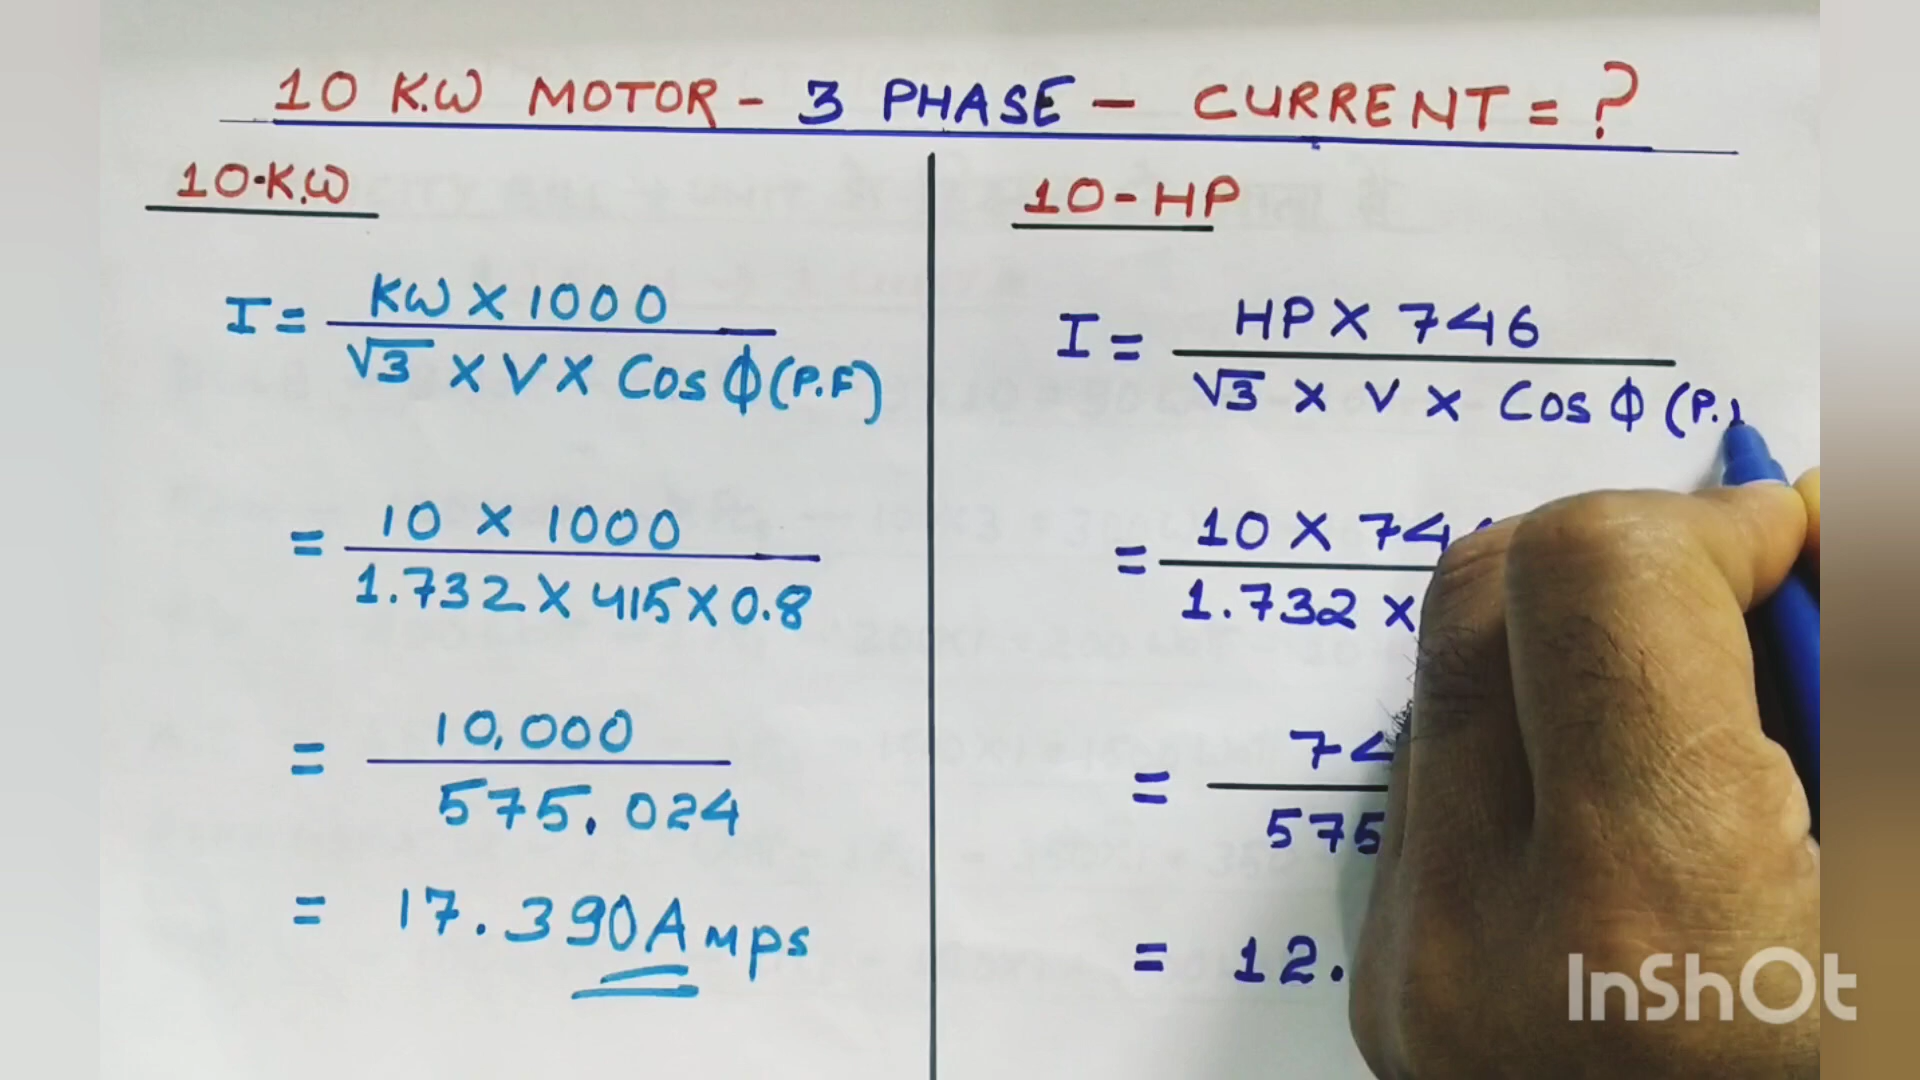 10 K.W MOTOR - 3 PHASE - CURRENT = ?
10-K.W
I = KW X 1000
√3 X V X Cos ϕ (P.F)
= 10 X 1000
1.732 X 415 X 0.8
= 10,000
575.024
= 17.390 Amps
10-HP
I = HP X 746
√3 X V X Cos ϕ (P.
= 10 X 74
1.732 X
= 74
575
= 12.
InShOt